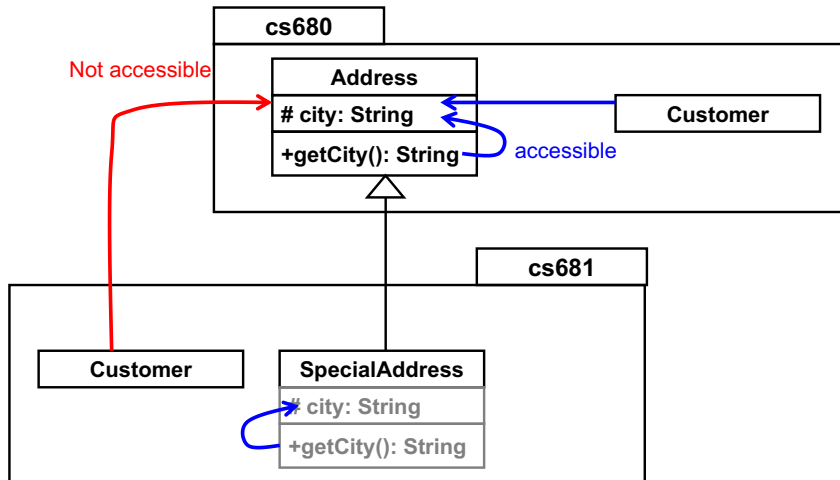 cs680
Not accessible
Address
# city: String
Customer
+getCity(): String
accessible
cs681
Customer
SpecialAddress
# city: String
+getCity(): String